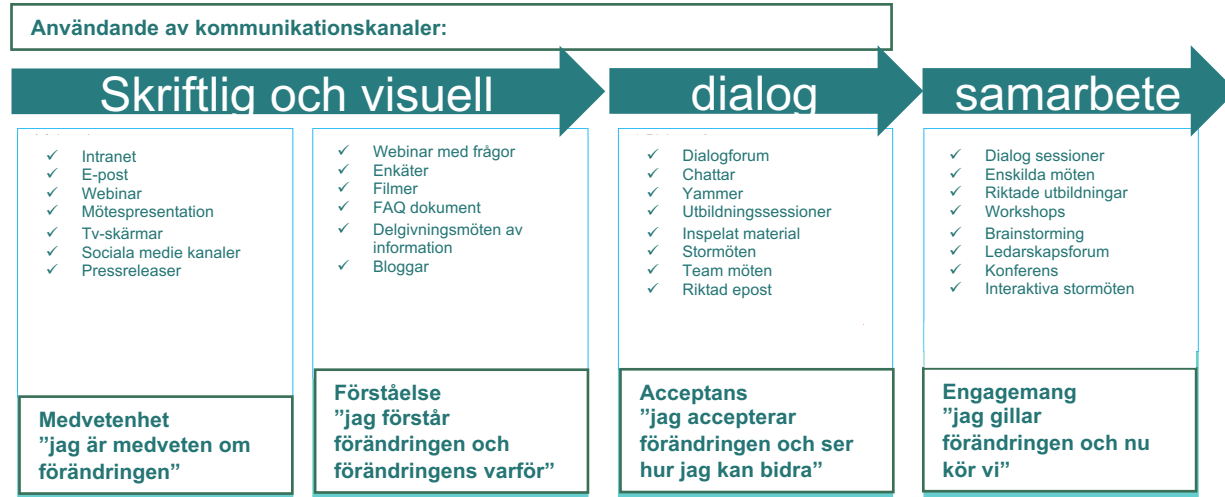 Användande av kommunikationskanaler:
Skriftlig och visuell
dialog
samarbete
✓ Intranet
✓ E-post
✓ Webinar
✓ Mötespresentation
✓ Tv-skärmar
✓ Sociala medie kanaler
✓ Pressreleaser
Medvetenhet
”jag är medveten om
förändringen”
✓ Webinar med frågor
✓ Enkäter
✓ Filmer
✓ FAQ dokument
✓ Delgivningsmöten av
information
✓ Bloggar
Förståelse
”jag förstår
förändringen och
förändringens varför”
✓ Dialogforum
✓ Chattar
✓ Yammer
✓ Utbildningssessioner
✓ Inspelat material
✓ Stormöten
✓ Team möten
✓ Riktad epost
Acceptans
”jag accepterar
förändringen och ser
hur jag kan bidra”
✓ Dialog sessioner
✓ Enskilda möten
✓ Riktade utbildningar
✓ Workshops
✓ Brainstorming
✓ Ledarskapsforum
✓ Konferens
✓ Interaktiva stormöten
Engagemang
”jag gillar
förändringen och nu
kör vi”